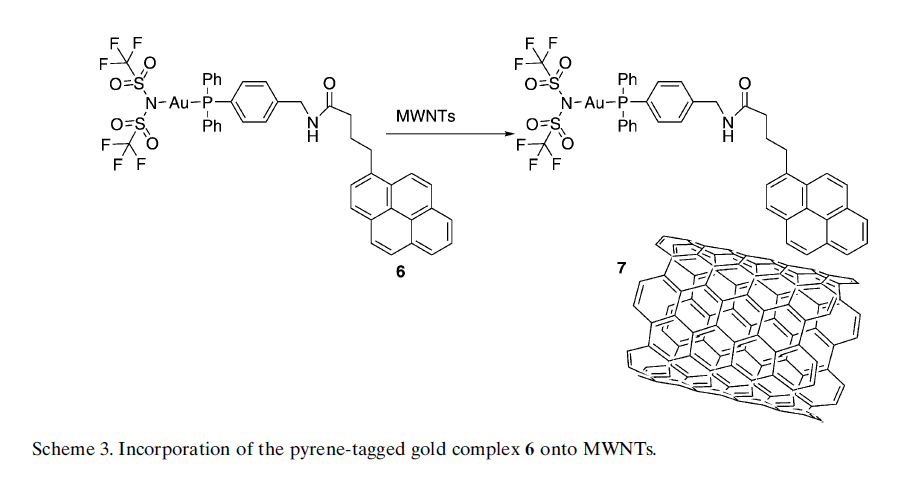 F F F F
F O F O
O=S Ph O=S Ph O
N-Au-P N-Au-P
O=S Ph N H MWNTs O=S Ph N H
F O F O
F F F F
6
7
Scheme 3. Incorporation of the pyrene-tagged gold complex 6 onto MWNTs.